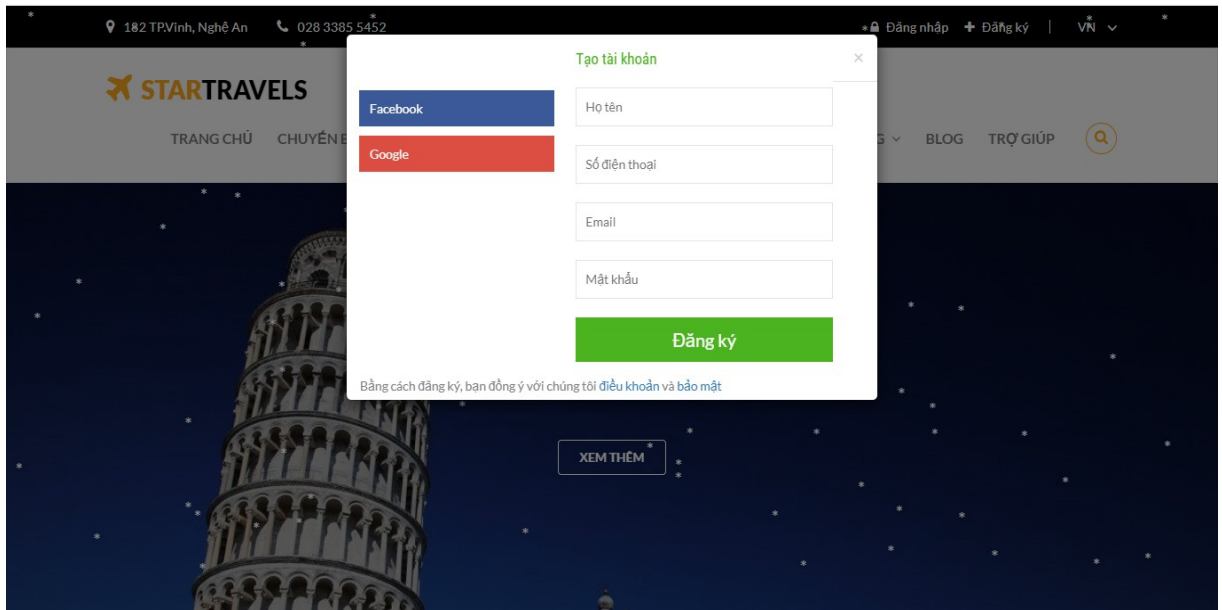 182 TP.Vinh, Nghệ An 028 3385 5452 Đăng nhập Đăng ký | VN
Tạo tài khoản ×
STARTRAVELS
Facebook
Họ tên
TRANG CHỦ CHUYẾN BLOG TRỢ GIÚP
Google
Số điện thoại
Email
Mật khẩu
Đăng ký
Bằng cách đăng ký, bạn đồng ý với chúng tôi điều khoản và bảo mật
XEM THÊM